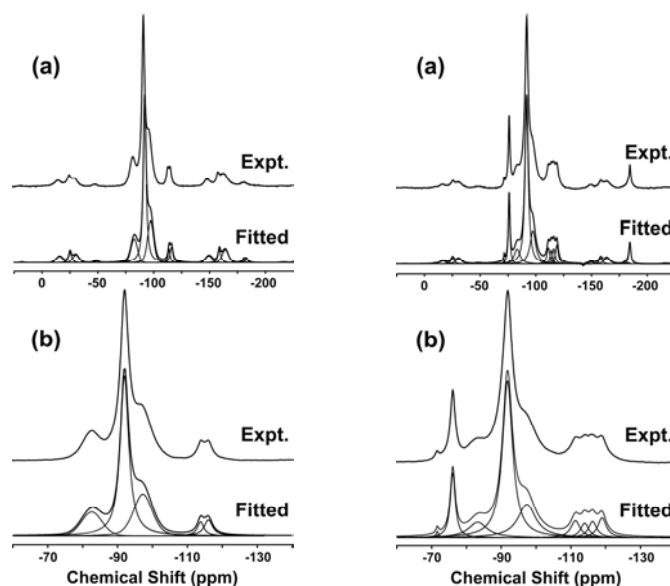 (a)
Expt.
Fitted
0 -50 -100 -150 -200
(b)
Expt.
Fitted
-70 -90 -110 -130
Chemical Shift (ppm)
(a)
Expt.
Fitted
0 -50 -100 -150 -200
(b)
Expt.
Fitted
-70 -90 -110 -130
Chemical Shift (ppm)